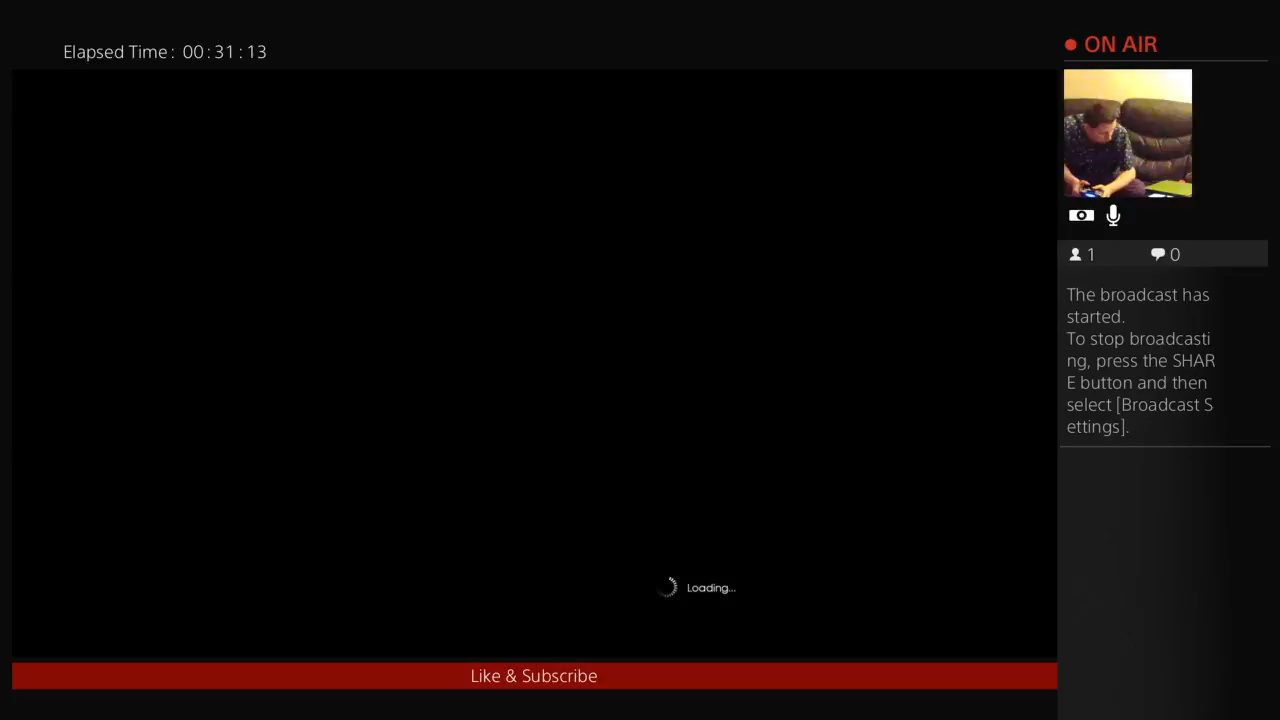 Elapsed Time: 00:31:13
ON AIR
1 0
The broadcast has
started.
To stop broadcasti
ng, press the SHAR
E button and then
select [Broadcast S
ettings].
Loading...
Like & Subscribe